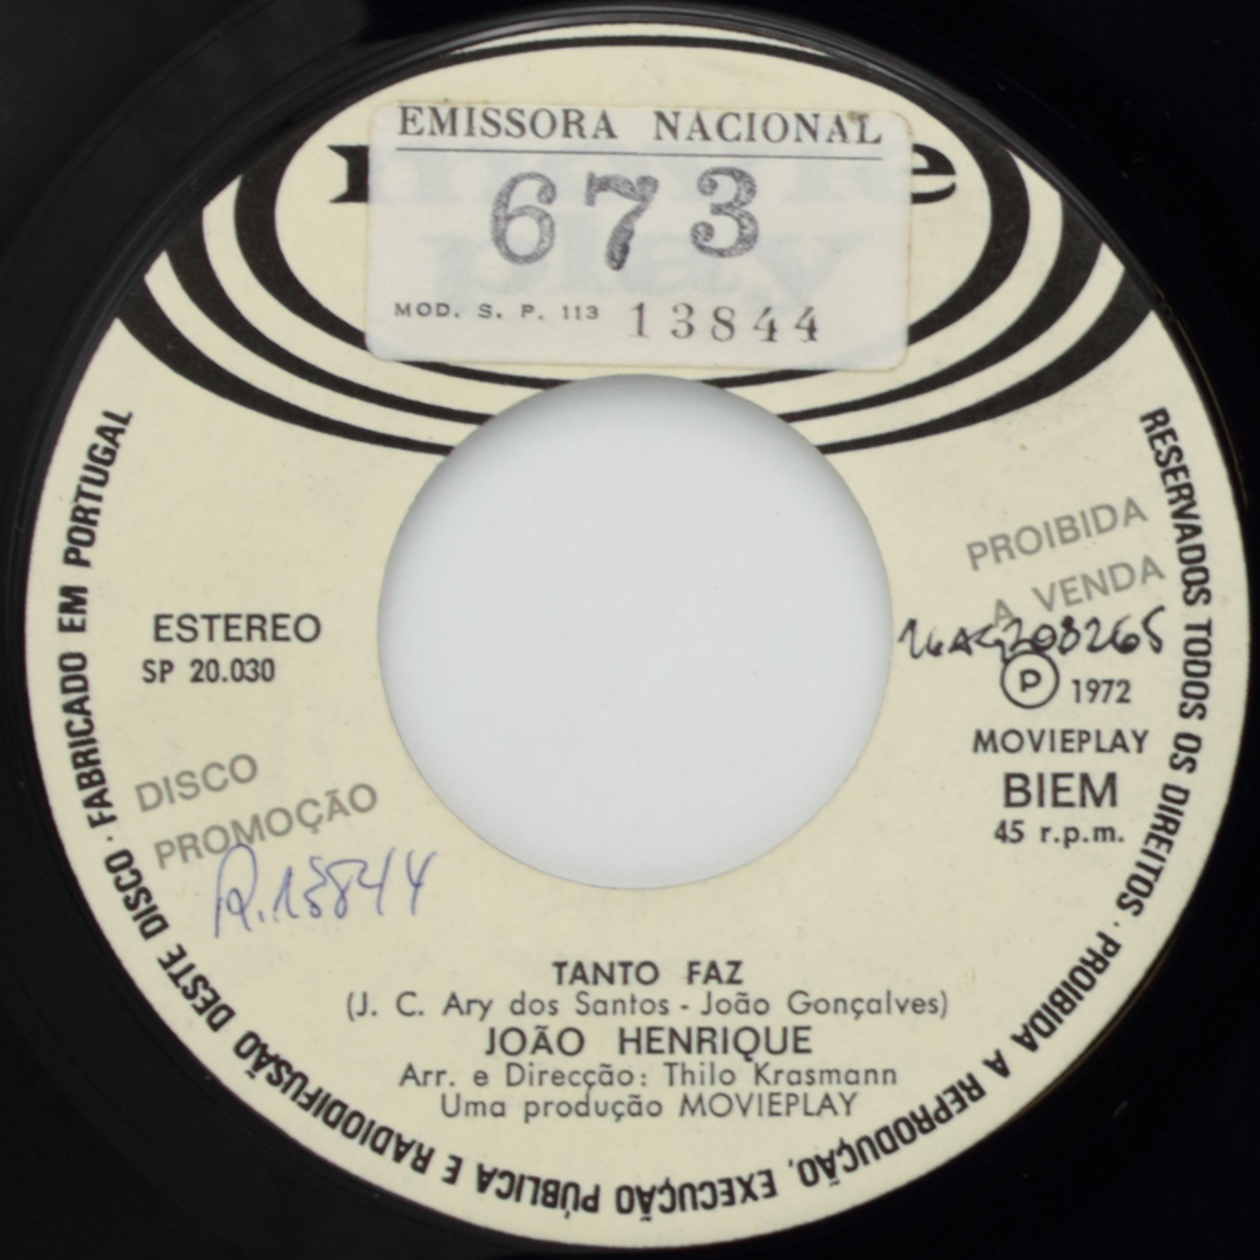 EMISSORA NACIONAL
673
MOD. S. P. 113 13844
ESTEREO
SP 20.030
DISCO
PROMOÇÃO
R.13844
PROIBIDA
A VENDA
P 1972
MOVIEPLAY
BIEM
45 r.p.m.
TANTO FAZ
(J. C. Ary dos Santos - João Gonçalves)
JOÃO HENRIQUE
Arr. e Direcção: Thilo Krasmann
Uma produção MOVIEPLAY
RESERVADOS TODOS OS DIREITOS · PROIBIDA A REPRODUÇÃO, EXECUÇÃO PÚBLICA E RADIODIFUSÃO DESTE DISCO · FABRICADO EM PORTUGAL